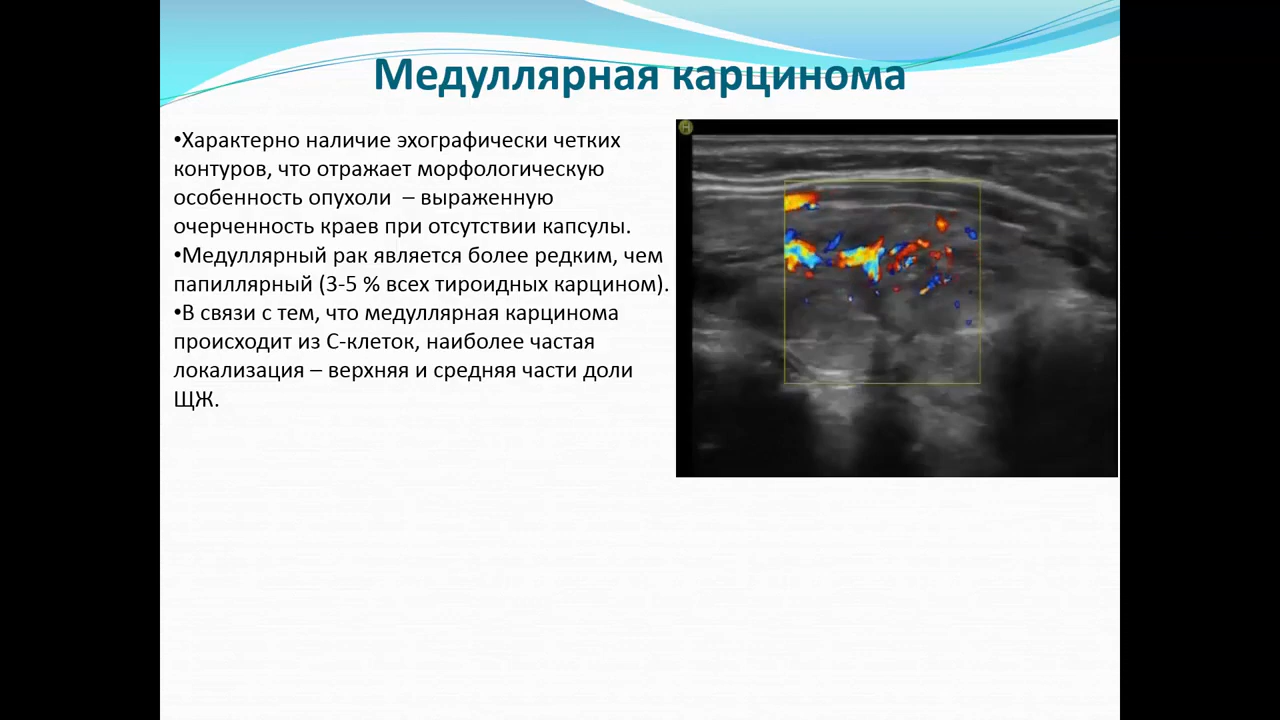 Медуллярная карцинома
•Характерно наличие эхографически четких
контуров, что отражает морфологическую
особенность опухоли – выраженную
очерченность краев при отсутствии капсулы.
•Медуллярный рак является более редким, чем
папиллярный (3-5 % всех тироидных карцином).
•В связи с тем, что медуллярная карцинома
происходит из С-клеток, наиболее частая
локализация – верхняя и средняя части доли
ЩЖ.